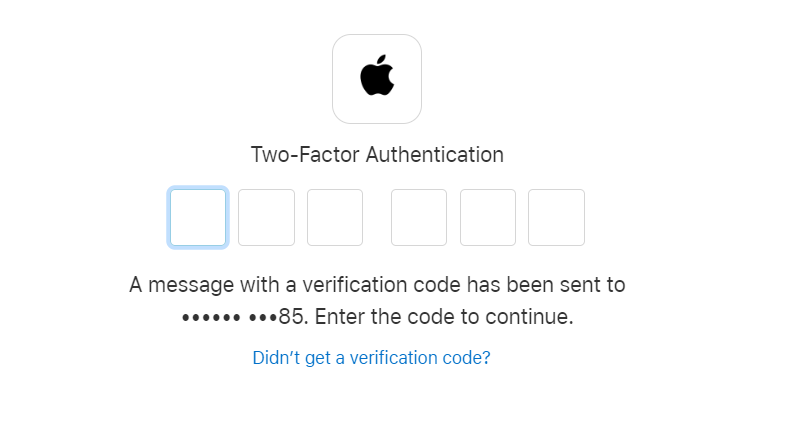 Two-Factor Authentication
A message with a verification code has been sent to
•••••• •••85. Enter the code to continue.
Didn’t get a verification code?